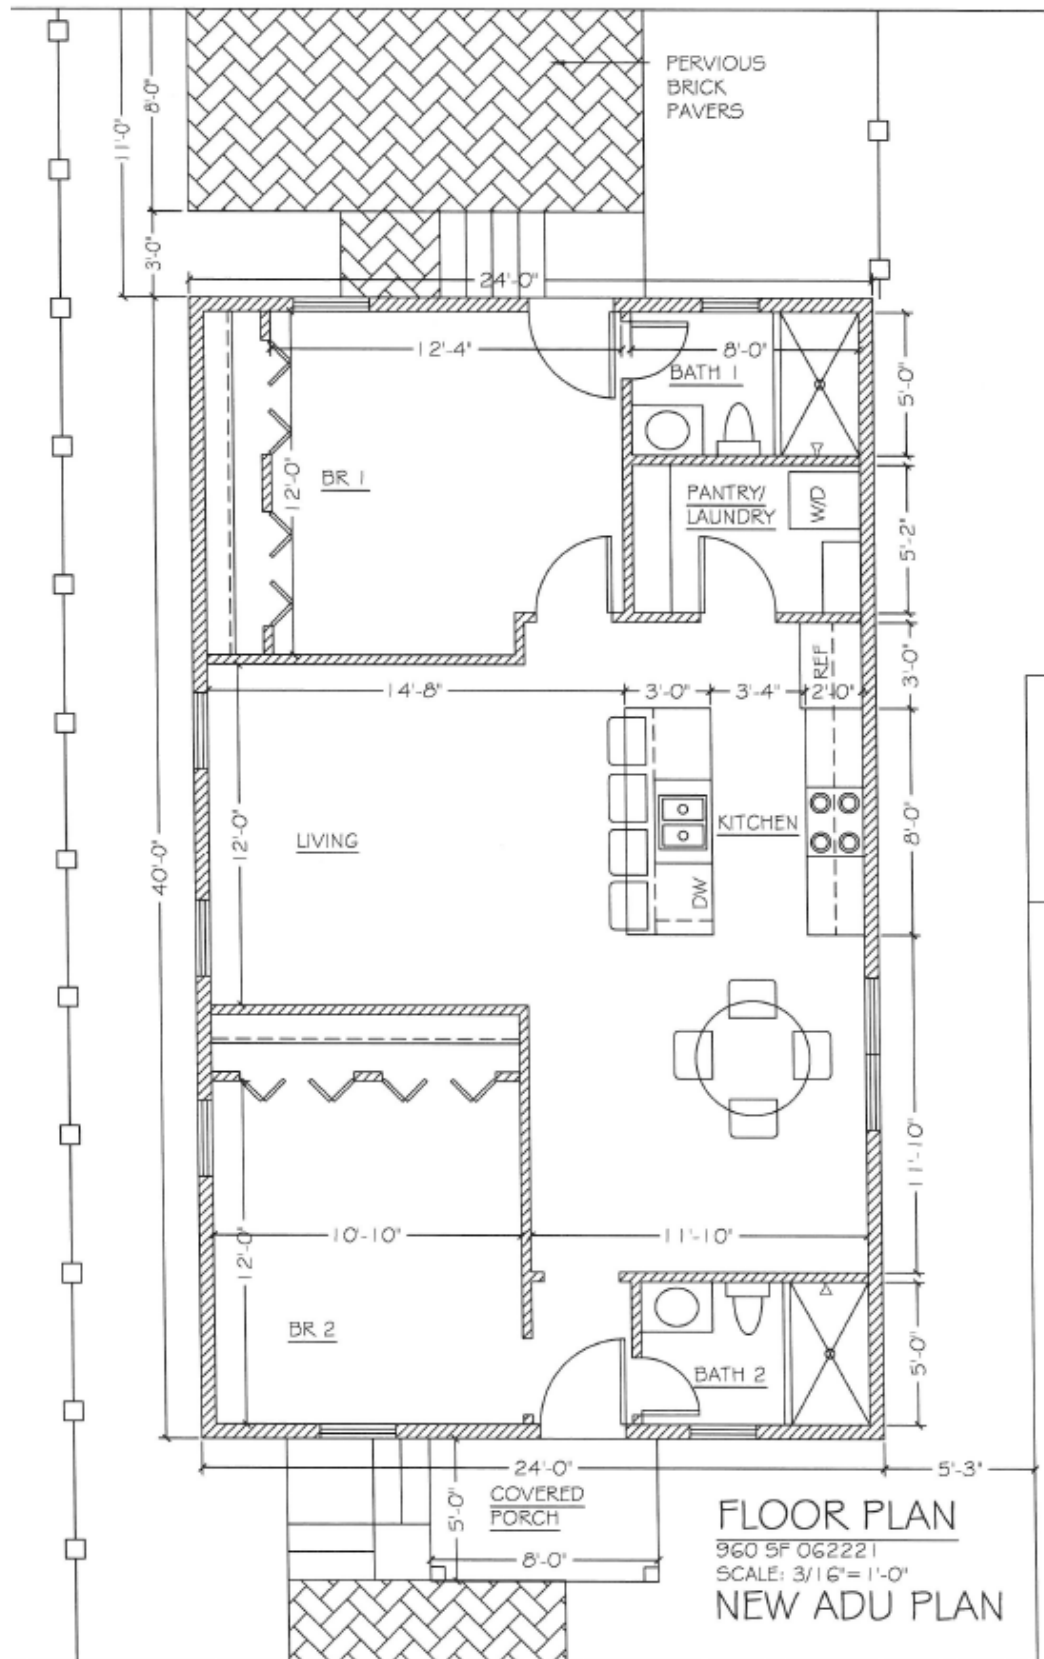 PERVIOUS
BRICK
PAVERS
11'-0"
8'-0"
3'-0"
24'-0"
12'-4"
8'-0"
BATH 1
5'-0"
BR 1
12'-0"
PANTRY/
LAUNDRY
W/D
5'-2"
REF
3'-0"
14'-8"
3'-0"
3'-4"
2'-0"
LIVING
12'-0"
KITCHEN
8'-0"
DW
40'-0"
11'-10"
10'-10"
11'-10"
12'-0"
BR 2
BATH 2
5'-0"
24'-0"
5'-3"
COVERED
PORCH
5'-0"
8'-0"
FLOOR PLAN
960 SF 062221
SCALE: 3/16"= 1'-0"
NEW ADU PLAN